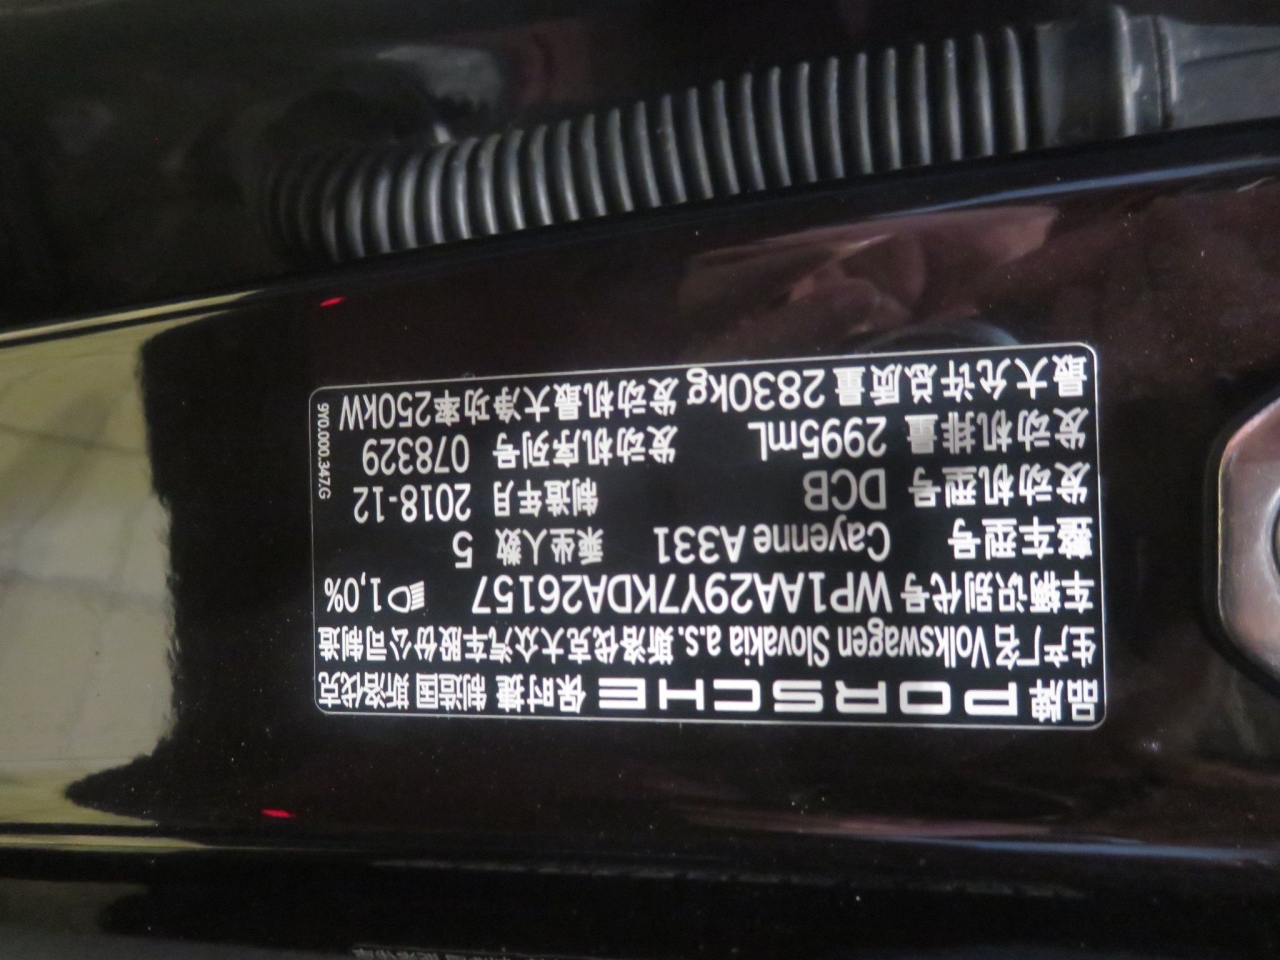 品牌 PORSCHE 保时捷 制造国 斯洛伐克
生产厂名 Volkswagen Slovakia a.s. 斯洛伐克大众汽车股份公司制造
车辆识别代号 WP1AA29Y7KDA26157 1,0%
整车型号 Cayenne A331 乘坐人数 5
发动机型号 DCB 制造年月 2018-12
发动机排量 2995mL 发动机序列号 078329
最大允许总质量 2830kg 发动机最大净功率 250kW
9Y0.000.347.G